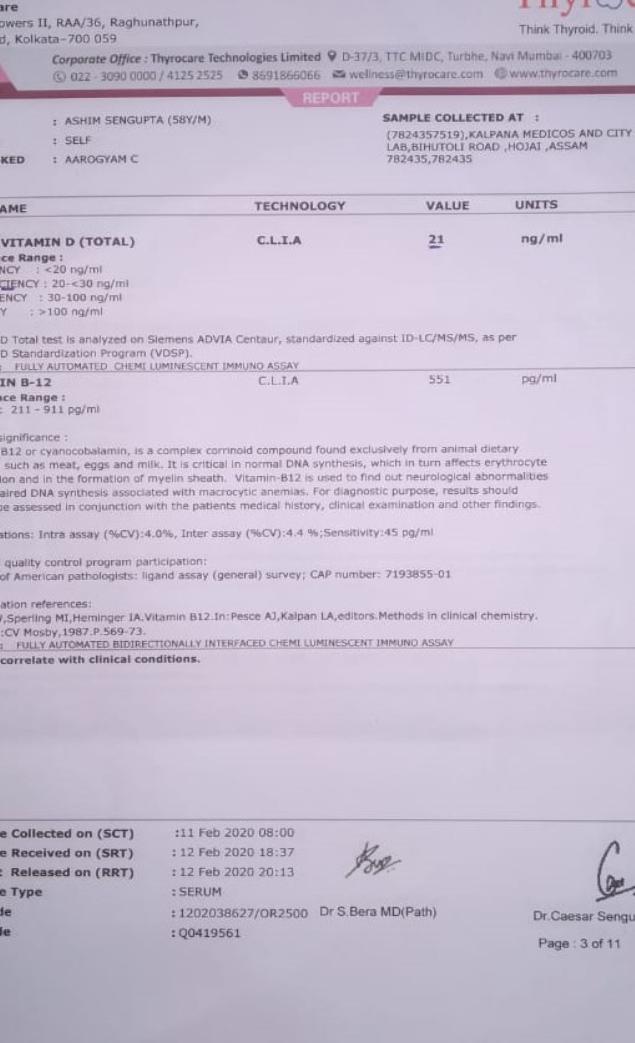 are
owers II, RAA/36, Raghunathpur,
d, Kolkata-700 059
Think Thyroid. Think
Corporate Office : Thyrocare Technologies Limited D-37/3, TTC MIDC, Turbhe, Navi Mumbai - 400703
022 - 3090 0000 / 4125 2525 8691866066 wellness@thyrocare.com www.thyrocare.com
REPORT
: ASHIM SENGUPTA (58Y/M)
: SELF
KED : AAROGYAM C
SAMPLE COLLECTED AT :
(7824357519),KALPANA MEDICOS AND CITY
LAB,BIHUTOLI ROAD ,HOJAI ,ASSAM
782435,782435
AME TECHNOLOGY VALUE UNITS
VITAMIN D (TOTAL) C.L.I.A 21 ng/ml
ce Range :
NCY : <20 ng/ml
CIENCY : 20-<30 ng/ml
ENCY : 30-100 ng/ml
Y : >100 ng/ml
D Total test is analyzed on Siemens ADVIA Centaur, standardized against ID-LC/MS/MS, as per
D Standardization Program (VDSP).
: FULLY AUTOMATED CHEMI LUMINESCENT IMMUNO ASSAY
IN B-12 C.L.I.A 551 pg/ml
nce Range :
: 211 - 911 pg/ml
significance :
B12 or cyanocobalamin, is a complex corrinoid compound found exclusively from animal dietary
such as meat, eggs and milk. It is critical in normal DNA synthesis, which in turn affects erythrocyte
ion and in the formation of myelin sheath. Vitamin-B12 is used to find out neurological abnormalities
aired DNA synthesis associated with macrocytic anemias. For diagnostic purpose, results should
be assessed in conjunction with the patients medical history, clinical examination and other findings.
ations: Intra assay (%CV):4.0%, Inter assay (%CV):4.4 %;Sensitivity:45 pg/ml
quality control program participation:
of American pathologists: ligand assay (general) survey; CAP number: 7193855-01
ation references:
,Sperling MI,Heminger IA.Vitamin B12.In:Pesce AJ,Kalpan LA,editors.Methods in clinical chemistry.
:CV Mosby,1987.P.569-73.
: FULLY AUTOMATED BIDIRECTIONALLY INTERFACED CHEMI LUMINESCENT IMMUNO ASSAY
correlate with clinical conditions.
e Collected on (SCT) :11 Feb 2020 08:00
e Received on (SRT) : 12 Feb 2020 18:37
t Released on (RRT) : 12 Feb 2020 20:13
e Type : SERUM
de : 1202038627/OR2500 Dr S.Bera MD(Path) Dr.Caesar Sengu
de : Q0419561
Page : 3 of 11